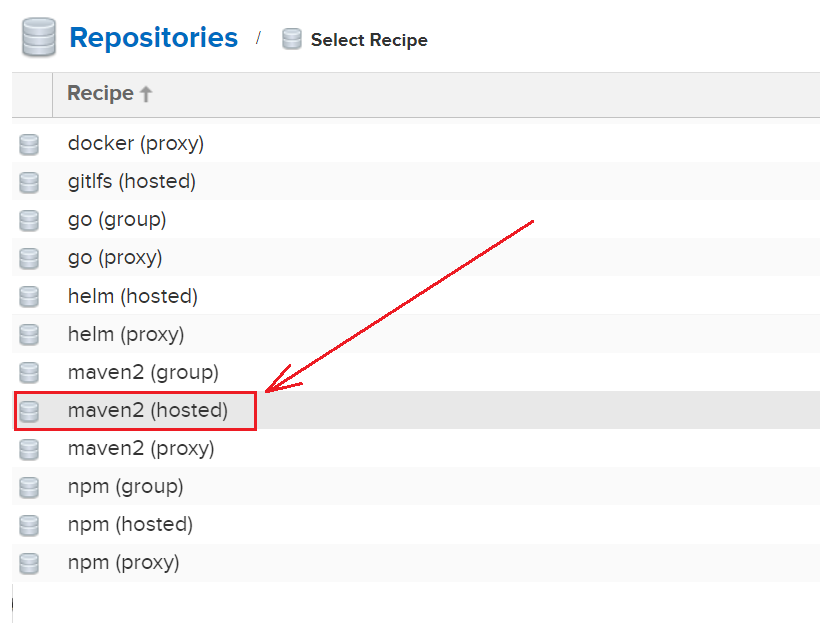 Repositories / Select Recipe
Recipe
docker (proxy)
gitlfs (hosted)
go (group)
go (proxy)
helm (hosted)
helm (proxy)
maven2 (group)
maven2 (hosted)
maven2 (proxy)
npm (group)
npm (hosted)
npm (proxy)